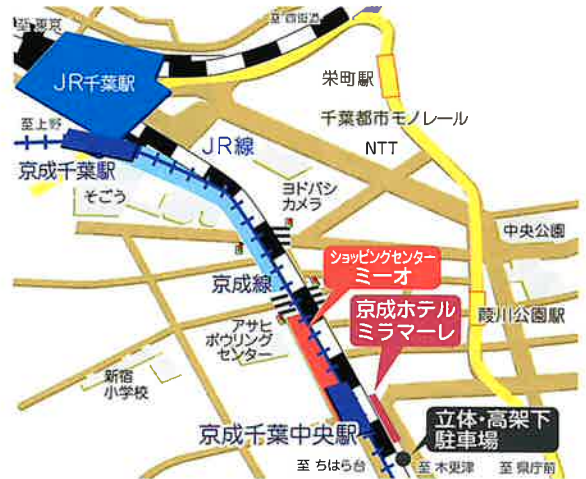 至 東京
至 四街道
JR千葉駅
栄町駅
至上野
千葉都市モノレール
JR線
NTT
京成千葉駅
そごう
ヨドバシ
カメラ
中央公園
ショッピングセンター
ミーオ
京成線
京成ホテル
ミラマーレ
葭川公園駅
アサヒ
ボウリング
センター
新宿
小学校
立体・高架下
駐車場
京成千葉中央駅
至 ちはら台
至 木更津
至 県庁前